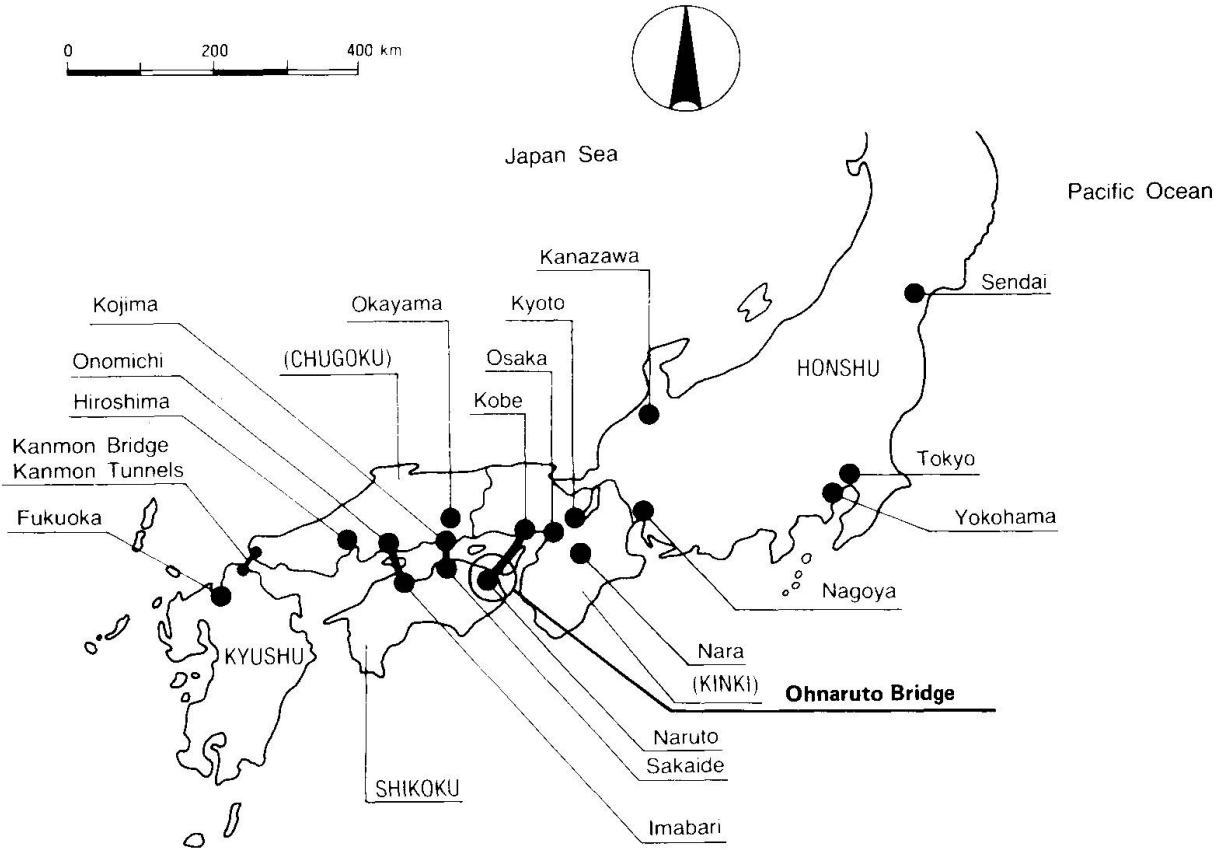 0 200 400 km
Japan Sea
Pacific Ocean
Kanazawa
Sendai
Kojima
Okayama
Kyoto
Onomichi
(CHUGOKU)
Osaka
HONSHU
Hiroshima
Kobe
Kanmon Bridge
Kanmon Tunnels
Tokyo
Fukuoka
Yokohama
Nagoya
KYUSHU
Nara
(KINKI)
Ohnaruto Bridge
Naruto
Sakaide
SHIKOKU
Imabari